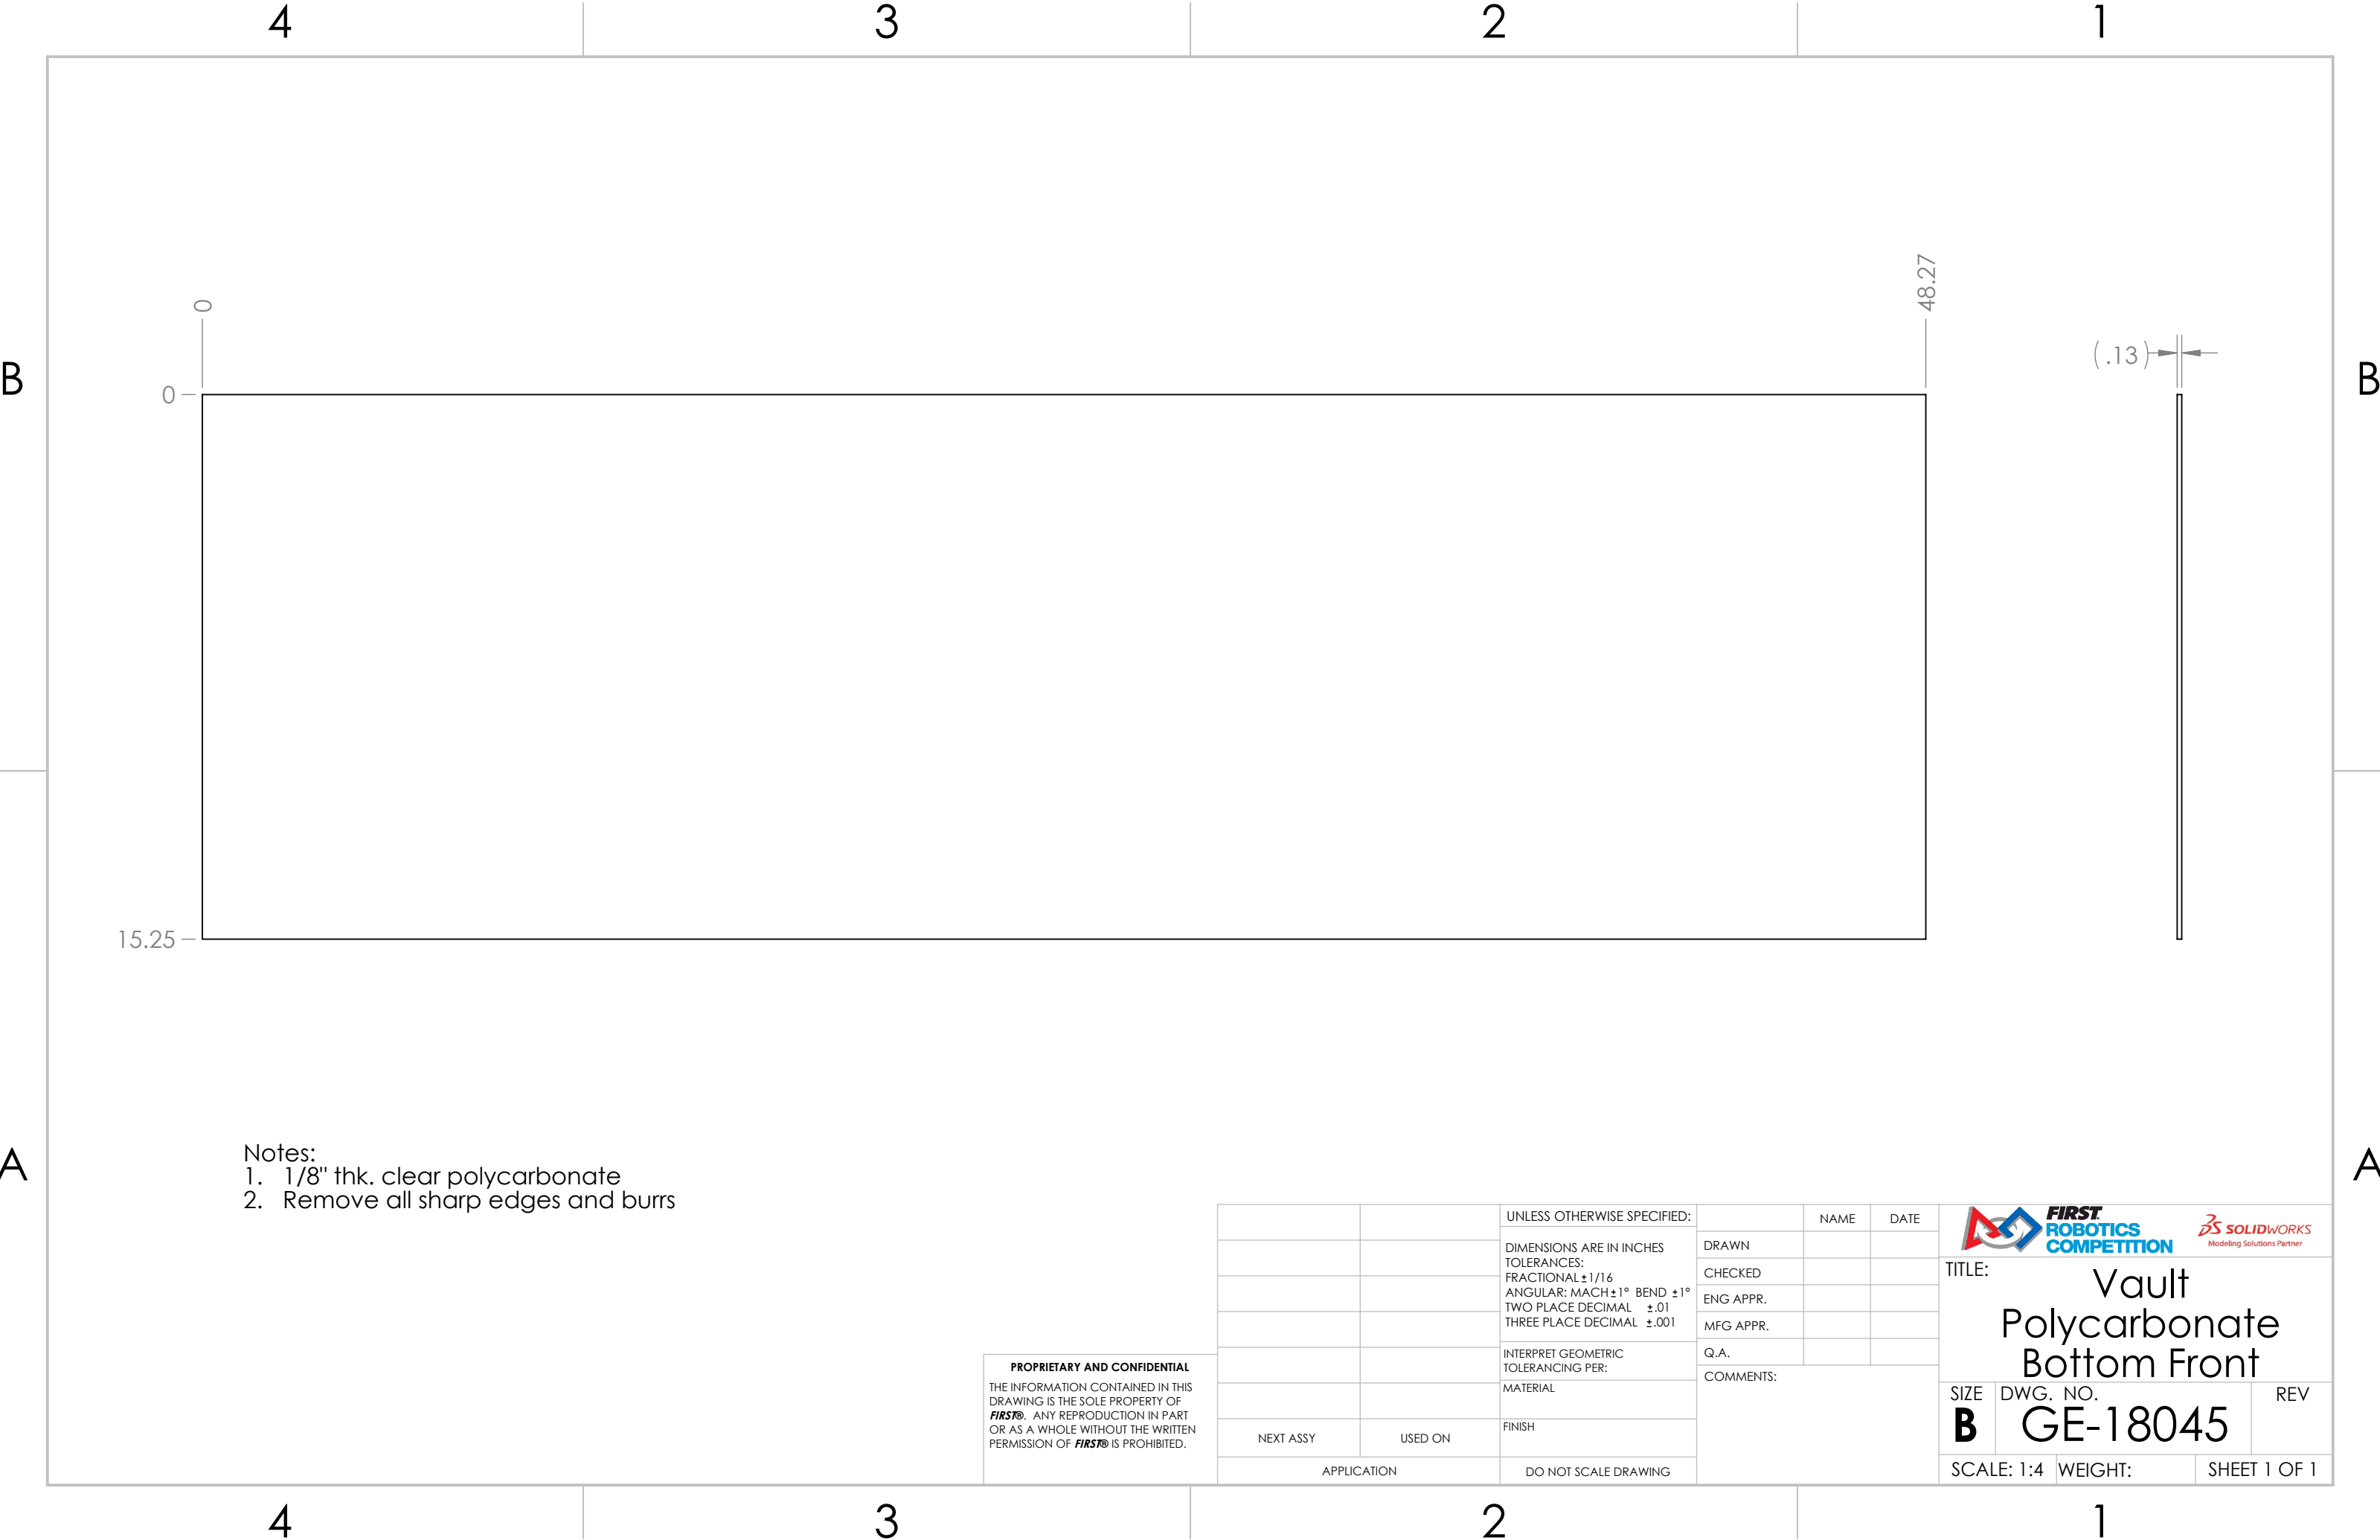 4 3 2 1
48.27
0
(.13)
B B
0
15.25
A A
Notes:
1. 1/8" thk. clear polycarbonate
2. Remove all sharp edges and burrs
PROPRIETARY AND CONFIDENTIAL
THE INFORMATION CONTAINED IN THIS
DRAWING IS THE SOLE PROPERTY OF
FIRST®. ANY REPRODUCTION IN PART
OR AS A WHOLE WITHOUT THE WRITTEN
PERMISSION OF FIRST® IS PROHIBITED.
NEXT ASSY USED ON
APPLICATION
UNLESS OTHERWISE SPECIFIED:
DIMENSIONS ARE IN INCHES
TOLERANCES:
FRACTIONAL ±1/16
ANGULAR: MACH ±1° BEND ±1°
TWO PLACE DECIMAL ±.01
THREE PLACE DECIMAL ±.001
INTERPRET GEOMETRIC
TOLERANCING PER:
MATERIAL
FINISH
DO NOT SCALE DRAWING
NAME DATE
DRAWN
CHECKED
ENG APPR.
MFG APPR.
Q.A.
COMMENTS:
FIRST
ROBOTICS
COMPETITION
SOLIDWORKS
Modeling Solutions Partner
TITLE:
Vault
Polycarbonate
Bottom Front
SIZE DWG. NO. REV
B GE-18045
SCALE: 1:4 WEIGHT: SHEET 1 OF 1
4 3 2 1